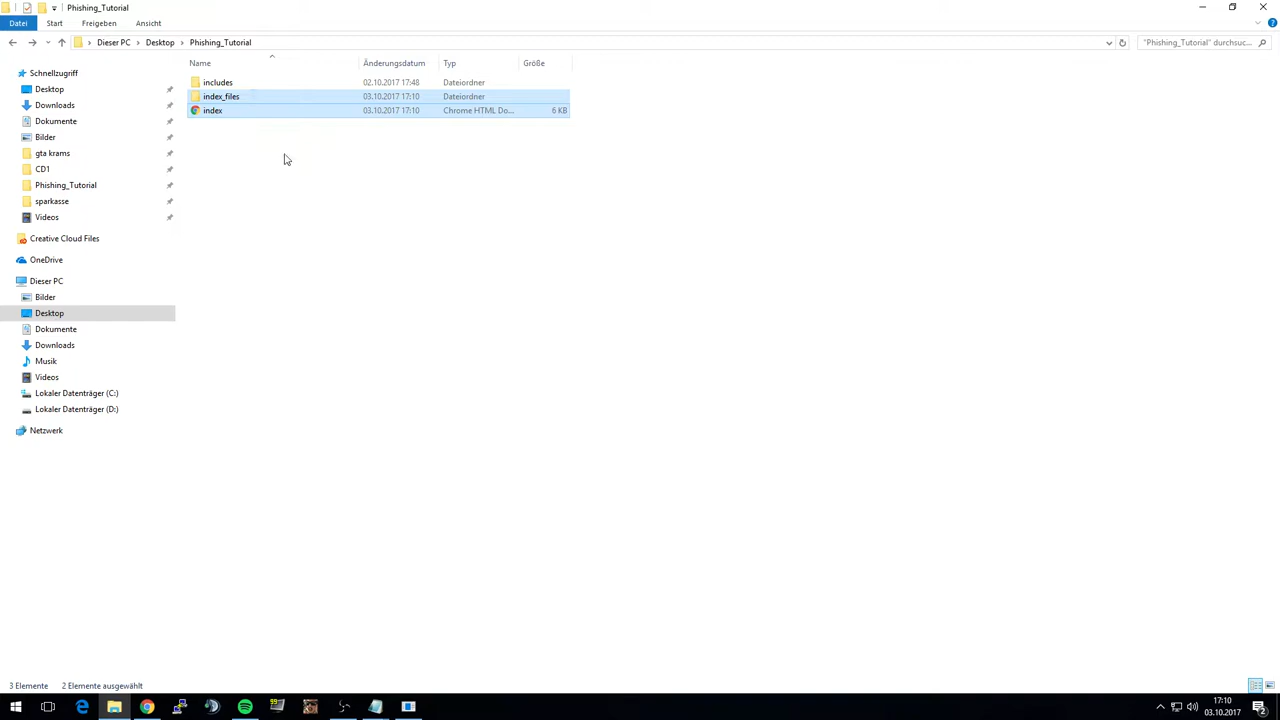 Phishing_Tutorial
Datei Start Freigeben Ansicht
Dieser PC Desktop Phishing_Tutorial "Phishing_Tutorial" durchsuc...
Name Änderungsdatum Typ Größe
includes 02.10.2017 17:48 Dateiordner
index_files 03.10.2017 17:10 Dateiordner
index 03.10.2017 17:10 Chrome HTML Do... 6 KB
Schnellzugriff
Desktop
Downloads
Dokumente
Bilder
gta krams
CD1
Phishing_Tutorial
sparkasse
Videos
Creative Cloud Files
OneDrive
Dieser PC
Bilder
Desktop
Dokumente
Downloads
Musik
Videos
Lokaler Datenträger (C:)
Lokaler Datenträger (D:)
Netzwerk
3 Elemente 2 Elemente ausgewählt
17:10
03.10.2017
2